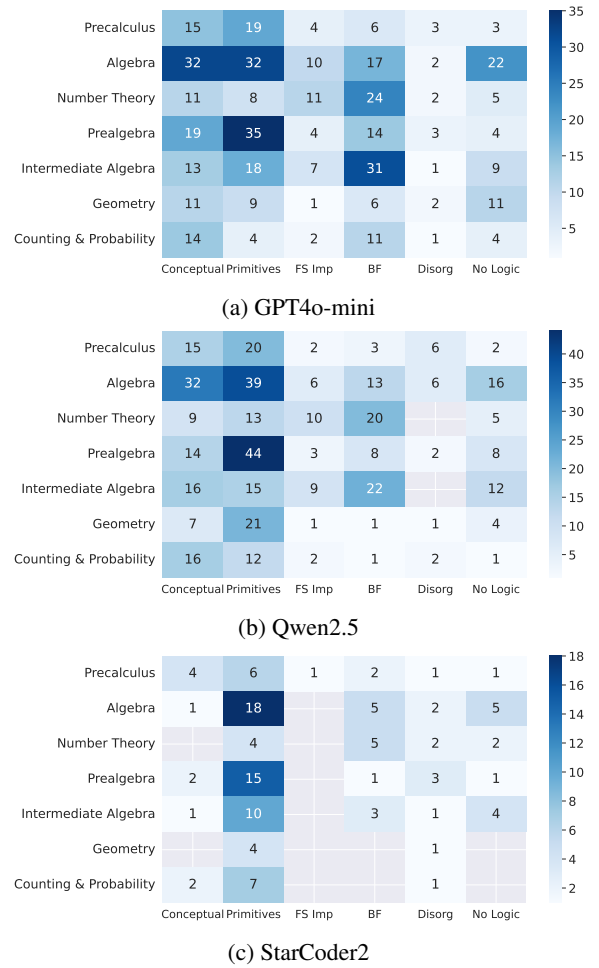 Precalculus 15 19 4 6 3 3
Algebra 32 32 10 17 2 22
Number Theory 11 8 11 24 2 5
Prealgebra 19 35 4 14 3 4
Intermediate Algebra 13 18 7 31 1 9
Geometry 11 9 1 6 2 11
Counting & Probability 14 4 2 11 1 4
Conceptual Primitives FS Imp BF Disorg No Logic
35
30
25
20
15
10
5
(a) GPT4o-mini
Precalculus 15 20 2 3 6 2
Algebra 32 39 6 13 6 16
Number Theory 9 13 10 20 5
Prealgebra 14 44 3 8 2 8
Intermediate Algebra 16 15 9 22 12
Geometry 7 21 1 1 1 4
Counting & Probability 16 12 2 1 2 1
Conceptual Primitives FS Imp BF Disorg No Logic
40
35
30
25
20
15
10
5
(b) Qwen2.5
Precalculus 4 6 1 2 1 1
Algebra 1 18 5 2 5
Number Theory 4 5 2 2
Prealgebra 2 15 1 3 1
Intermediate Algebra 1 10 3 1 4
Geometry 4 1
Counting & Probability 2 7 1
Conceptual Primitives FS Imp BF Disorg No Logic
18
16
14
12
10
8
6
4
2
(c) StarCoder2